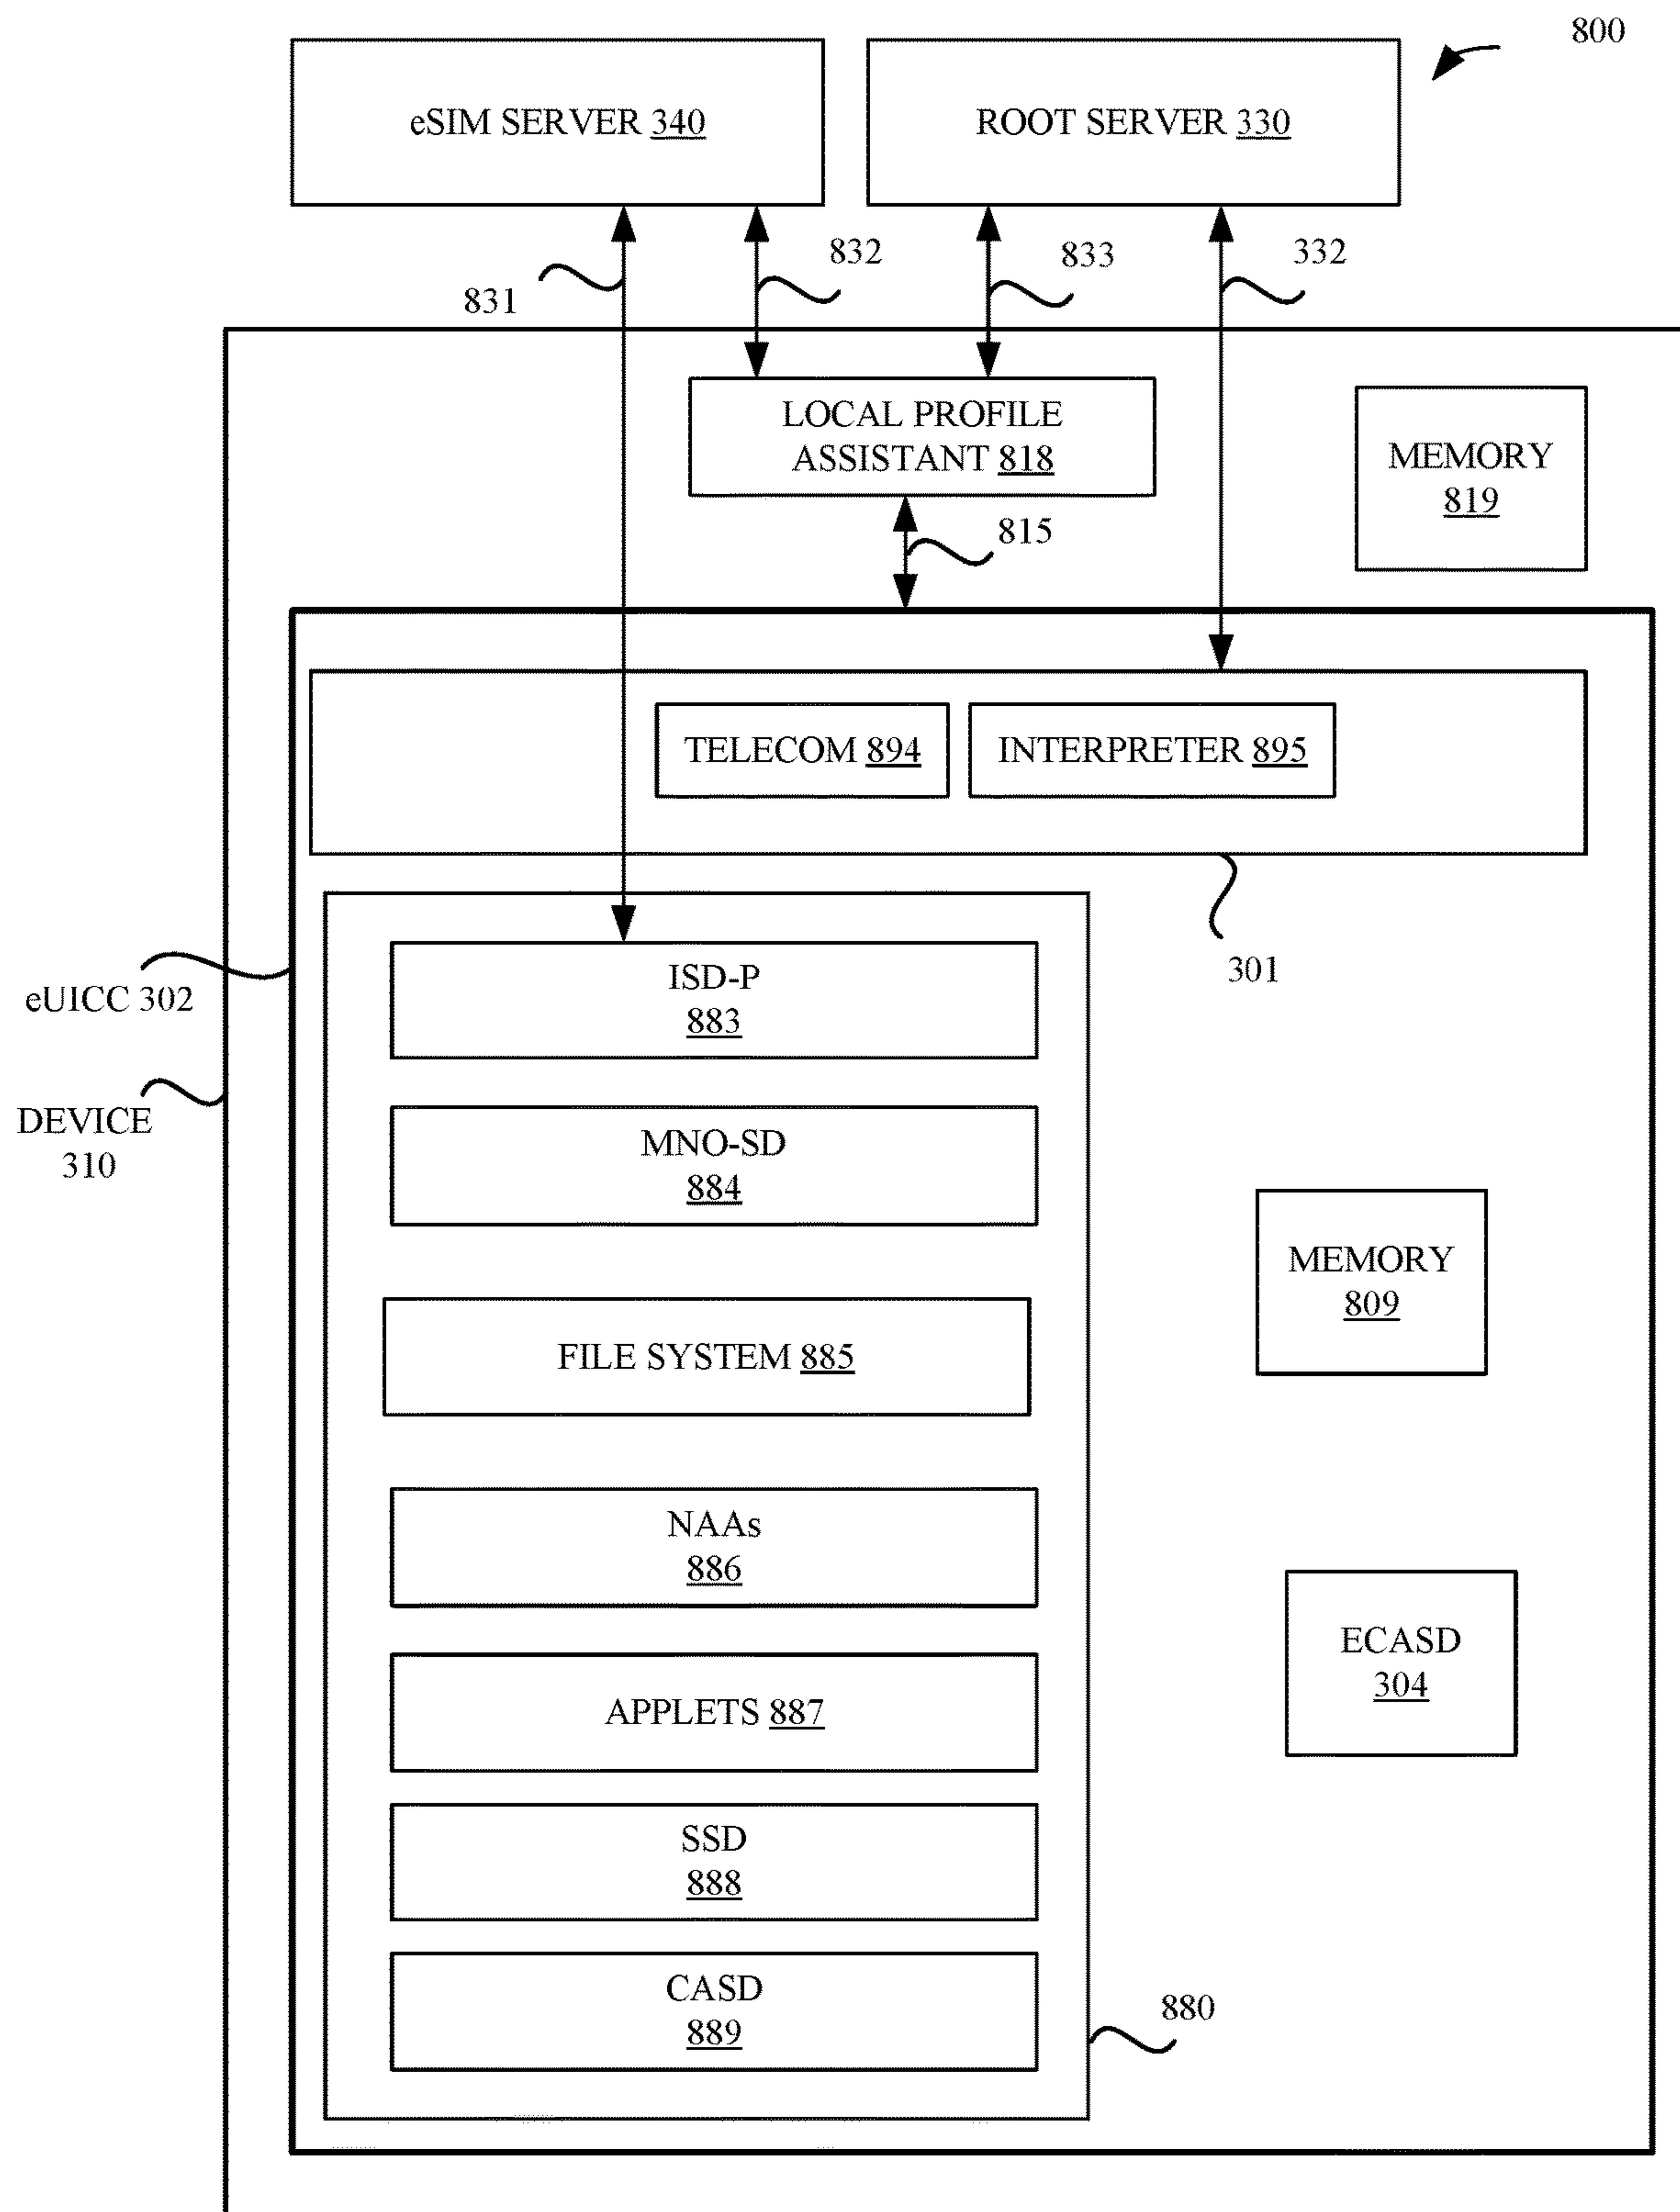 800
eSIM SERVER 340
ROOT SERVER 330
831
832
833
332
LOCAL PROFILE
ASSISTANT 818
MEMORY
819
815
TELECOM 894
INTERPRETER 895
301
ISD-P
883
eUICC 302
DEVICE
310
MNO-SD
884
MEMORY
809
FILE SYSTEM 885
NAAs
886
ECASD
304
APPLETS 887
SSD
888
CASD
889
880